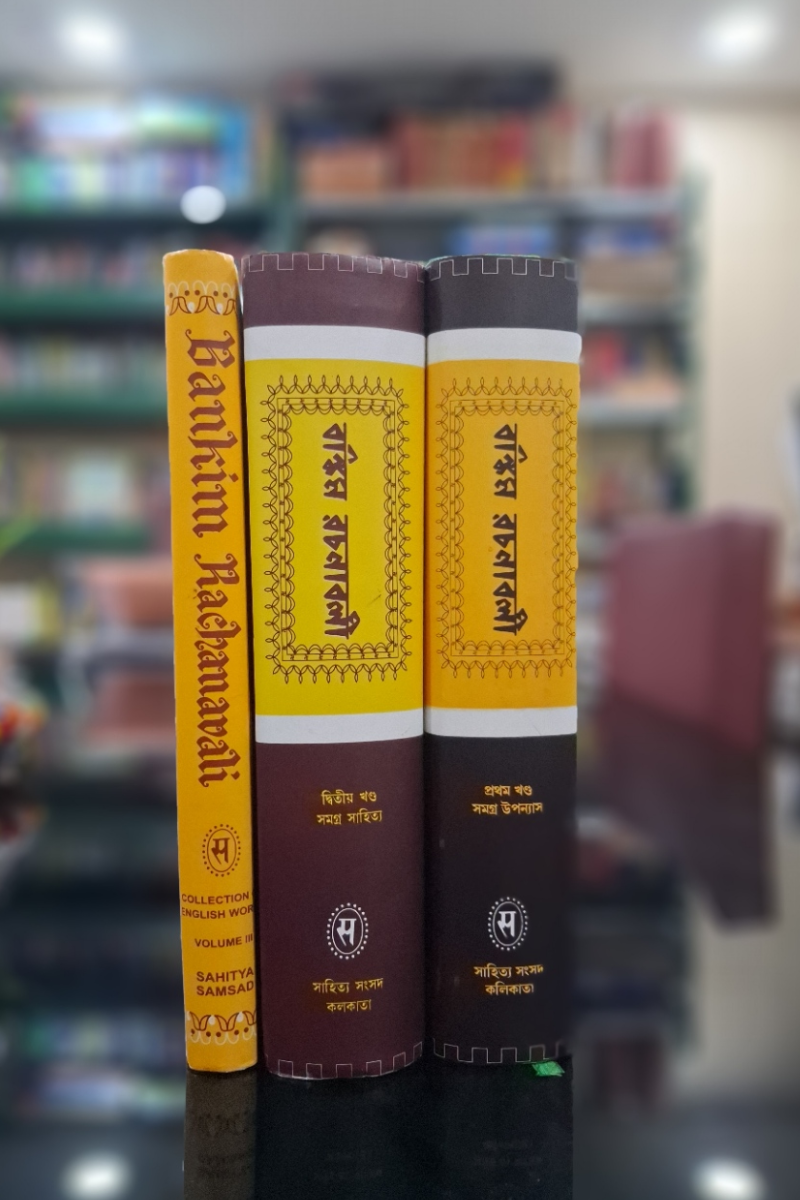 Bankim Rachanavali
स
COLLECTION
ENGLISH WOR
VOLUME III
SAHITYA
SAMSAD
বঙ্কিম রচনাবলী
দ্বিতীয় খণ্ড
সমগ্র সাহিত্য
স
সাহিত্য সংসদ
কলকাতা
বঙ্কিম রচনাবলী
প্রথম খণ্ড
সমগ্র উপন্যাস
স
সাহিত্য সংসদ
কলিকাতা